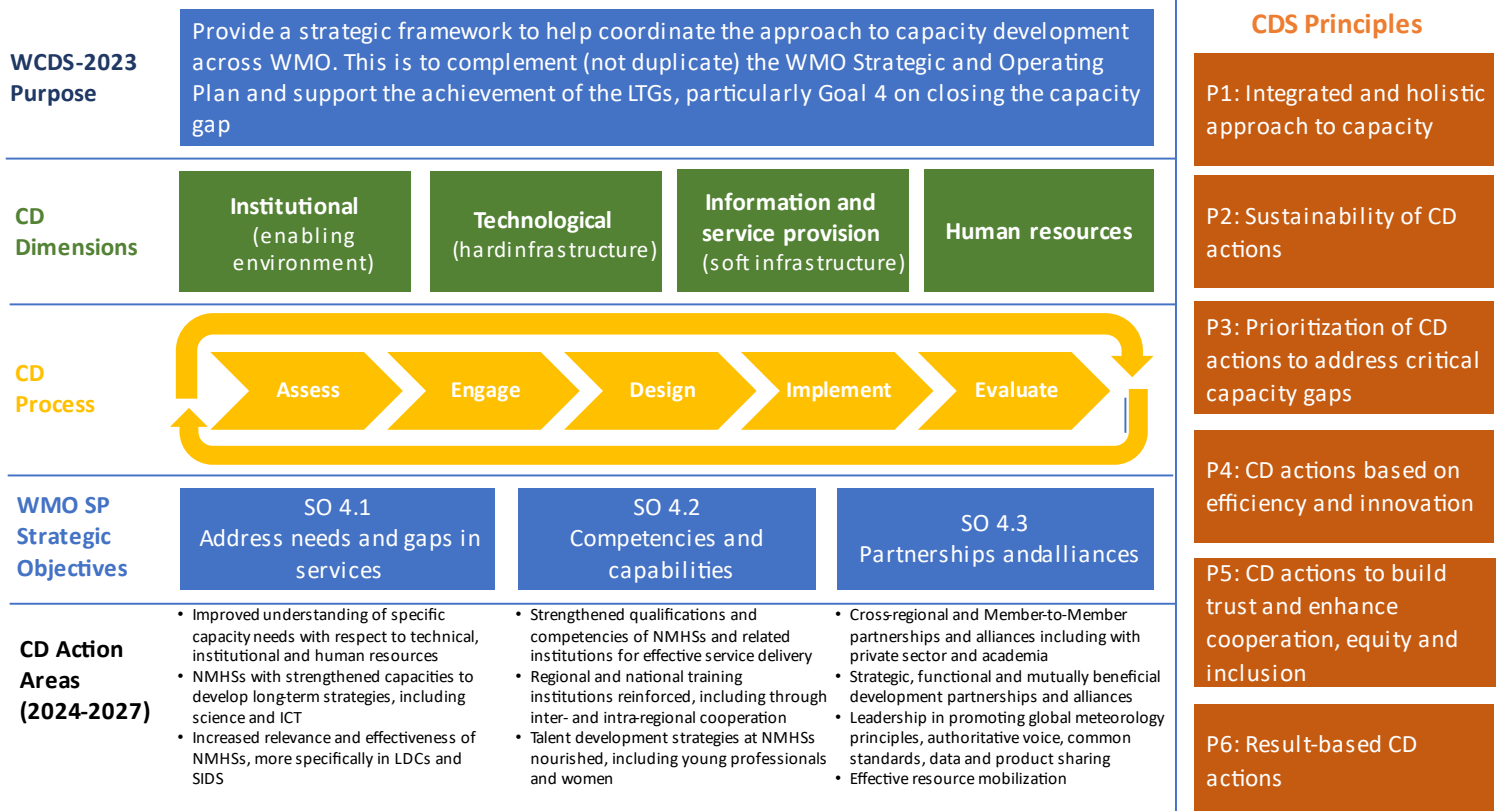 WCDS-2023
Purpose
Provide a strategic framework to help coordinate the approach to capacity development
across WMO. This is to complement (not duplicate) the WMO Strategic and Operating
Plan and support the achievement of the LTGs, particularly Goal 4 on closing the capacity
gap
CD
Dimensions
Institutional
(enabling
environment)
Technological
(hardinfrastructure)
Information and
service provision
(soft infrastructure)
Human resources
CD
Process
Assess
Engage
Design
Implement
Evaluate
WMO SP
Strategic
Objectives
SO 4.1
Address needs and gaps in
services
SO 4.2
Competencies and
capabilities
SO 4.3
Partnerships andalliances
CD Action
Areas
(2024-2027)
• Improved understanding of specific
capacity needs with respect to technical,
institutional and human resources
• NMHSs with strengthened capacities to
develop long-term strategies, including
science and ICT
• Increased relevance and effectiveness of
NMHSs, more specifically in LDCs and
SIDS
• Strengthened qualifications and
competencies of NMHSs and related
institutions for effective service delivery
• Regional and national training
institutions reinforced, including through
inter- and intra-regional cooperation
• Talent development strategies at NMHSs
nourished, including young professionals
and women
• Cross-regional and Member-to-Member
partnerships and alliances including with
private sector and academia
• Strategic, functional and mutually beneficial
development partnerships and alliances
• Leadership in promoting global meteorology
principles, authoritative voice, common
standards, data and product sharing
• Effective resource mobilization
CDS Principles
P1: Integrated and holistic
approach to capacity
P2: Sustainability of CD
actions
P3: Prioritization of CD
actions to address critical
capacity gaps
P4: CD actions based on
efficiency and innovation
P5: CD actions to build
trust and enhance
cooperation, equity and
inclusion
P6: Result-based CD
actions